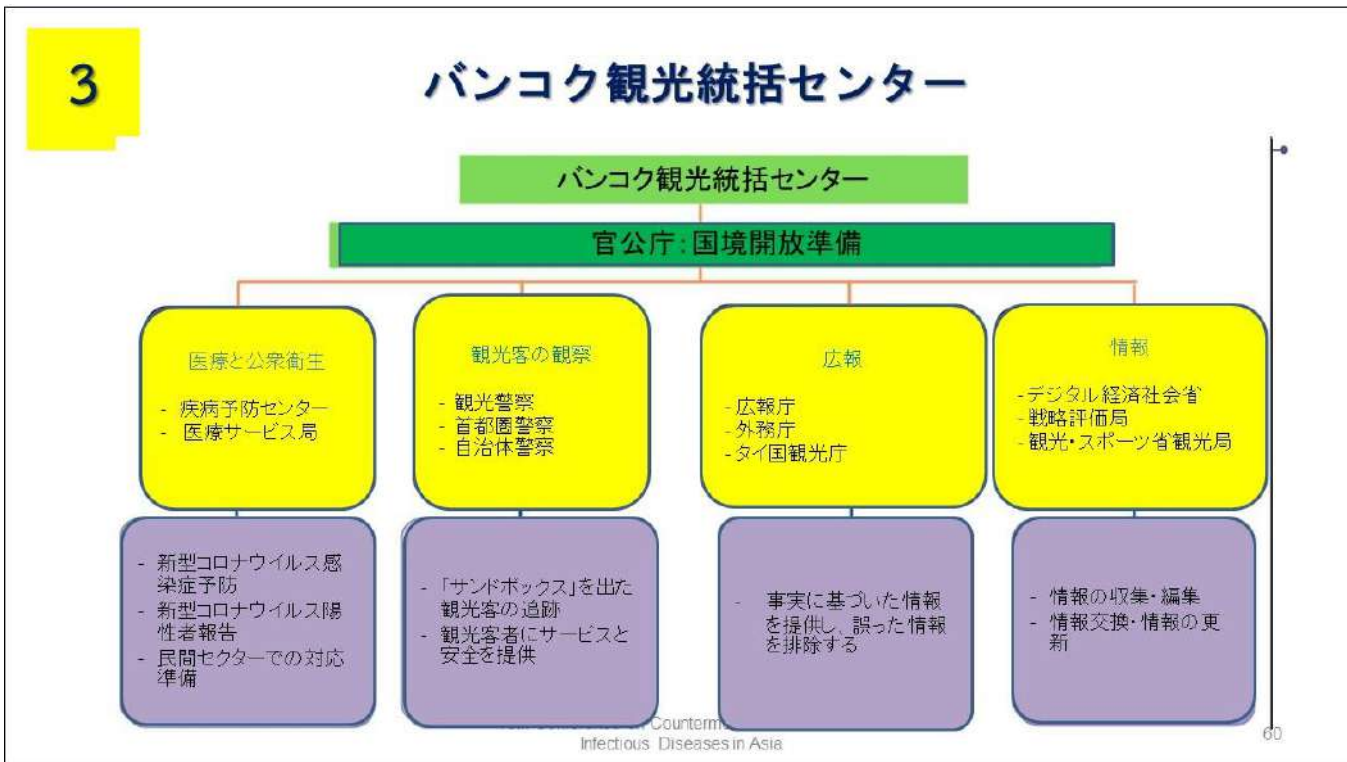 3
バンコク観光統括センター
バンコク観光統括センター
官公庁：国境開放準備
医療と公衆衛生
- 疾病予防センター
- 医療サービス局
観光客の観察
- 観光警察
- 首都圏警察
- 自治体警察
広報
- 広報庁
- 外務庁
- タイ国観光庁
情報
- デジタル経済社会省
- 戦略評価局
- 観光・スポーツ省観光局
- 新型コロナウイルス感
染症予防
- 新型コロナウイルス陽
性者報告
- 民間セクターでの対応
準備
- 「サンドボックス」を出た
観光客の追跡
- 観光客者にサービスと
安全を提供
- 事実に基づいた情報
を提供し、誤った情報
を排除する
- 情報の収集・編集
- 情報交換・情報の更
新
Infectious Diseases in Asia
60